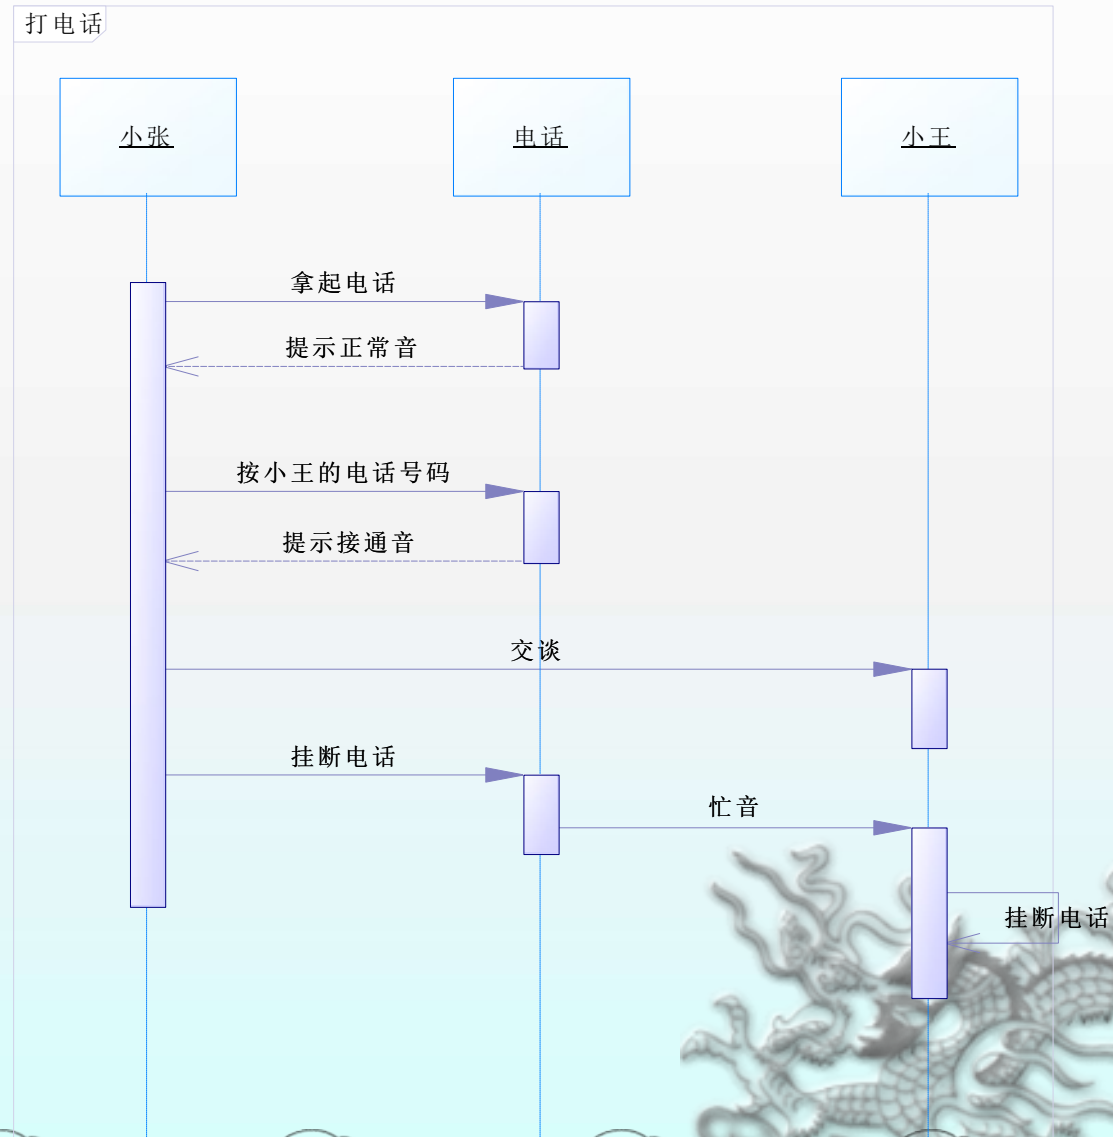 打电话
小张
电话
小王
拿起电话
提示正常音
按小王的电话号码
提示接通音
交谈
挂断电话
忙音
挂断电话